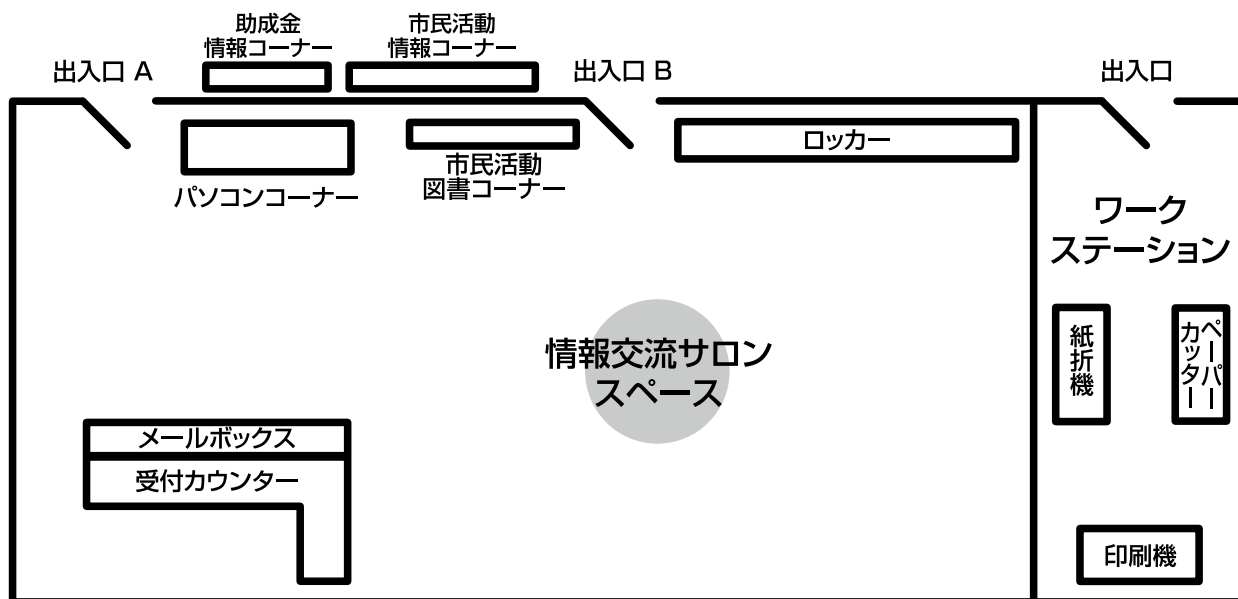 助成金
情報コーナー
市民活動
情報コーナー
出入口 A
出入口 B
出入口
ロッカー
パソコンコーナー
市民活動
図書コーナー
ワーク
ステーション
情報交流サロン
スペース
紙折機
ペーパー
カッター
メールボックス
受付カウンター
印刷機